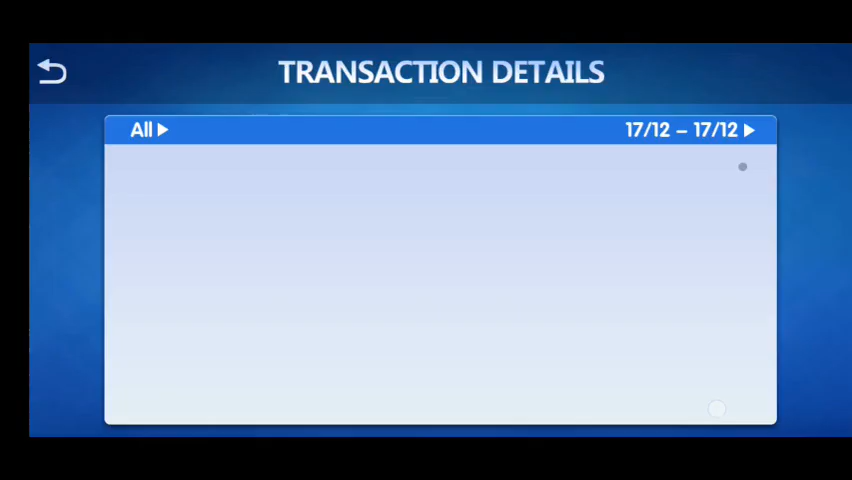 TRANSACTION DETAILS
All
17/12 – 17/12